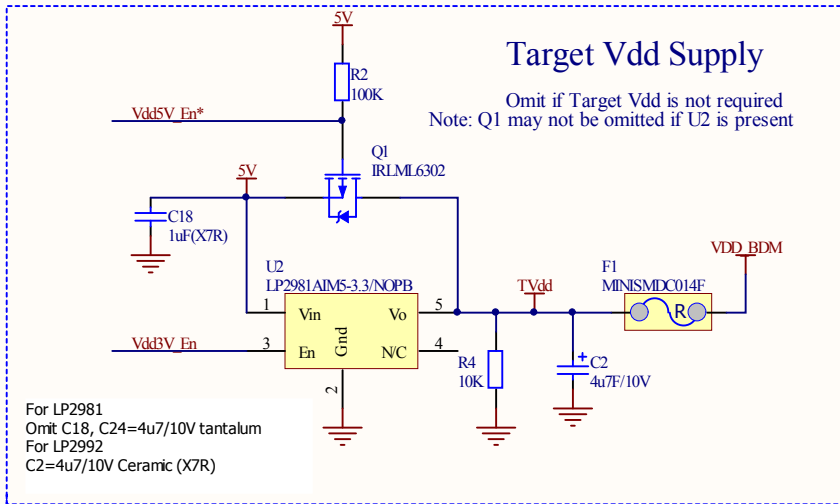 5V
Target Vdd Supply
R2
100K
Omit if Target Vdd is not required
Vdd5V_En*
Note: Q1 may not be omitted if U2 is present
Q1
IRLML6302
5V
C18
1uF(X7R)
U2
LP2981AIM5-3.3/NOPB
VDD_BDM
F1
MINISMDC014F
TVdd
1
Vin
Vo
5
R
Vdd3V_En
3
En
Gnd
N/C
4
2
R4
10K
+
C2
4u7F/10V
For LP2981
Omit C18, C24=4u7/10V tantalum
For LP2992
C2=4u7/10V Ceramic (X7R)